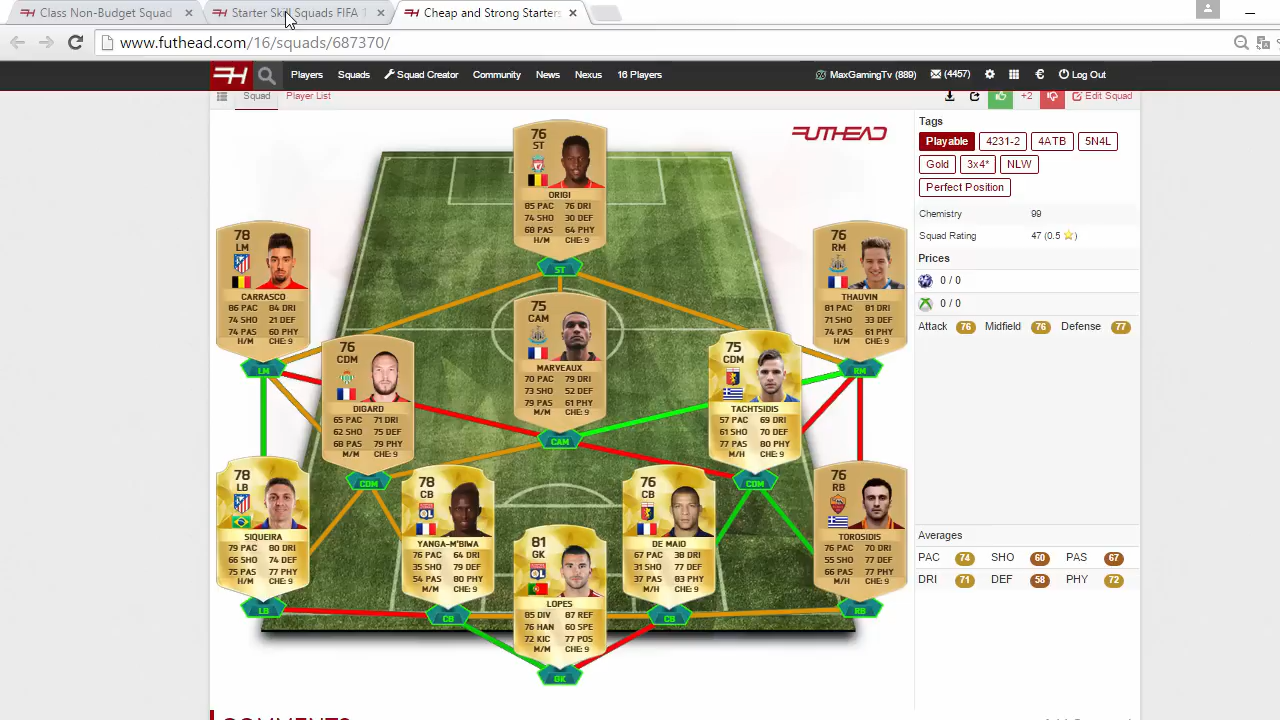 Class Non-Budget Squad
Starter Skill Squads FIFA 1
Cheap and Strong Starters
www.futhead.com/16/squads/687370/
Players
Squads
Squad Creator
Community
News
Nexus
16 Players
MaxGamingTv (889)
(4457)
Log Out
Squad
Player List
+2
Edit Squad
FUTHEAD
76
ST
ORIGI
85 PAC 76 DRI
74 SHO 30 DEF
68 PAS 64 PHY
H/M CHE: 9
ST
78
LM
CARRASCO
86 PAC 84 DRI
74 SHO 21 DEF
74 PAS 60 PHY
H/M CHE: 9
LM
76
RM
THAUVIN
81 PAC 81 DRI
71 SHO 33 DEF
74 PAS 61 PHY
H/M CHE: 9
RM
75
CAM
MARVEAUX
70 PAC 79 DRI
73 SHO 52 DEF
79 PAS 61 PHY
M/M CHE: 9
CAM
76
CDM
DIGARD
65 PAC 71 DRI
62 SHO 75 DEF
68 PAS 79 PHY
M/M CHE: 9
CDM
75
CDM
TACHTSIDIS
57 PAC 69 DRI
61 SHO 70 DEF
77 PAS 80 PHY
M/H CHE: 9
CDM
78
LB
SIQUEIRA
79 PAC 80 DRI
66 SHO 74 DEF
75 PAS 77 PHY
H/M CHE: 9
LB
78
CB
YANGA-M'BIWA
76 PAC 64 DRI
35 SHO 79 DEF
54 PAS 80 PHY
M/M CHE: 9
CB
81
GK
LOPES
85 DIV 87 REF
76 HAN 60 SPE
72 KIC 77 POS
M/M CHE: 9
GK
76
CB
DE MAIO
67 PAC 38 DRI
31 SHO 77 DEF
37 PAS 83 PHY
M/H CHE: 9
CB
76
RB
TOROSIDIS
76 PAC 70 DRI
55 SHO 77 DEF
66 PAS 77 PHY
M/H CHE: 9
RB
Tags
Playable
4231-2
4ATB
5N4L
Gold
3x4*
NLW
Perfect Position
Chemistry 99
Squad Rating 47 (0.5 )
Prices
0 / 0
0 / 0
Attack 76 Midfield 76 Defense 77
Averages
PAC 74 SHO 60 PAS 67
DRI 71 DEF 58 PHY 72